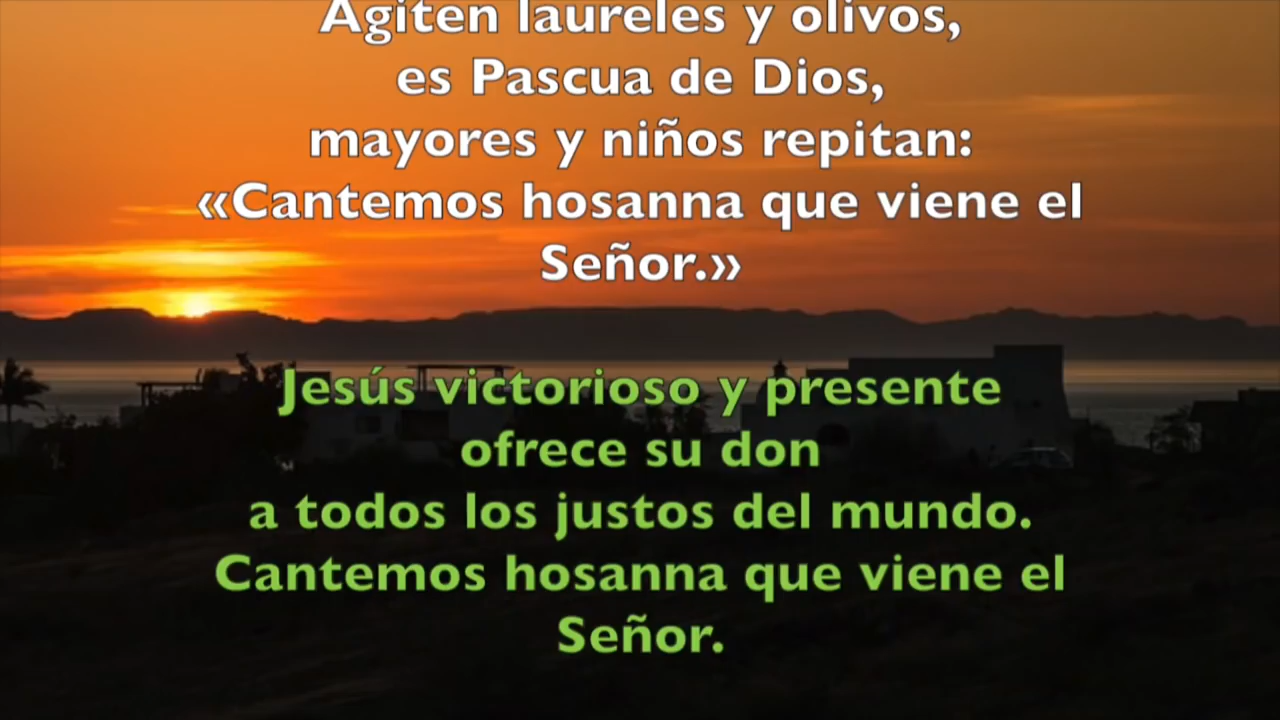 Agiten laureles y olivos,
es Pascua de Dios,
mayores y niños repitan:
«Cantemos hosanna que viene el
Señor.»
Jesús victorioso y presente
ofrece su don
a todos los justos del mundo.
Cantemos hosanna que viene el
Señor.